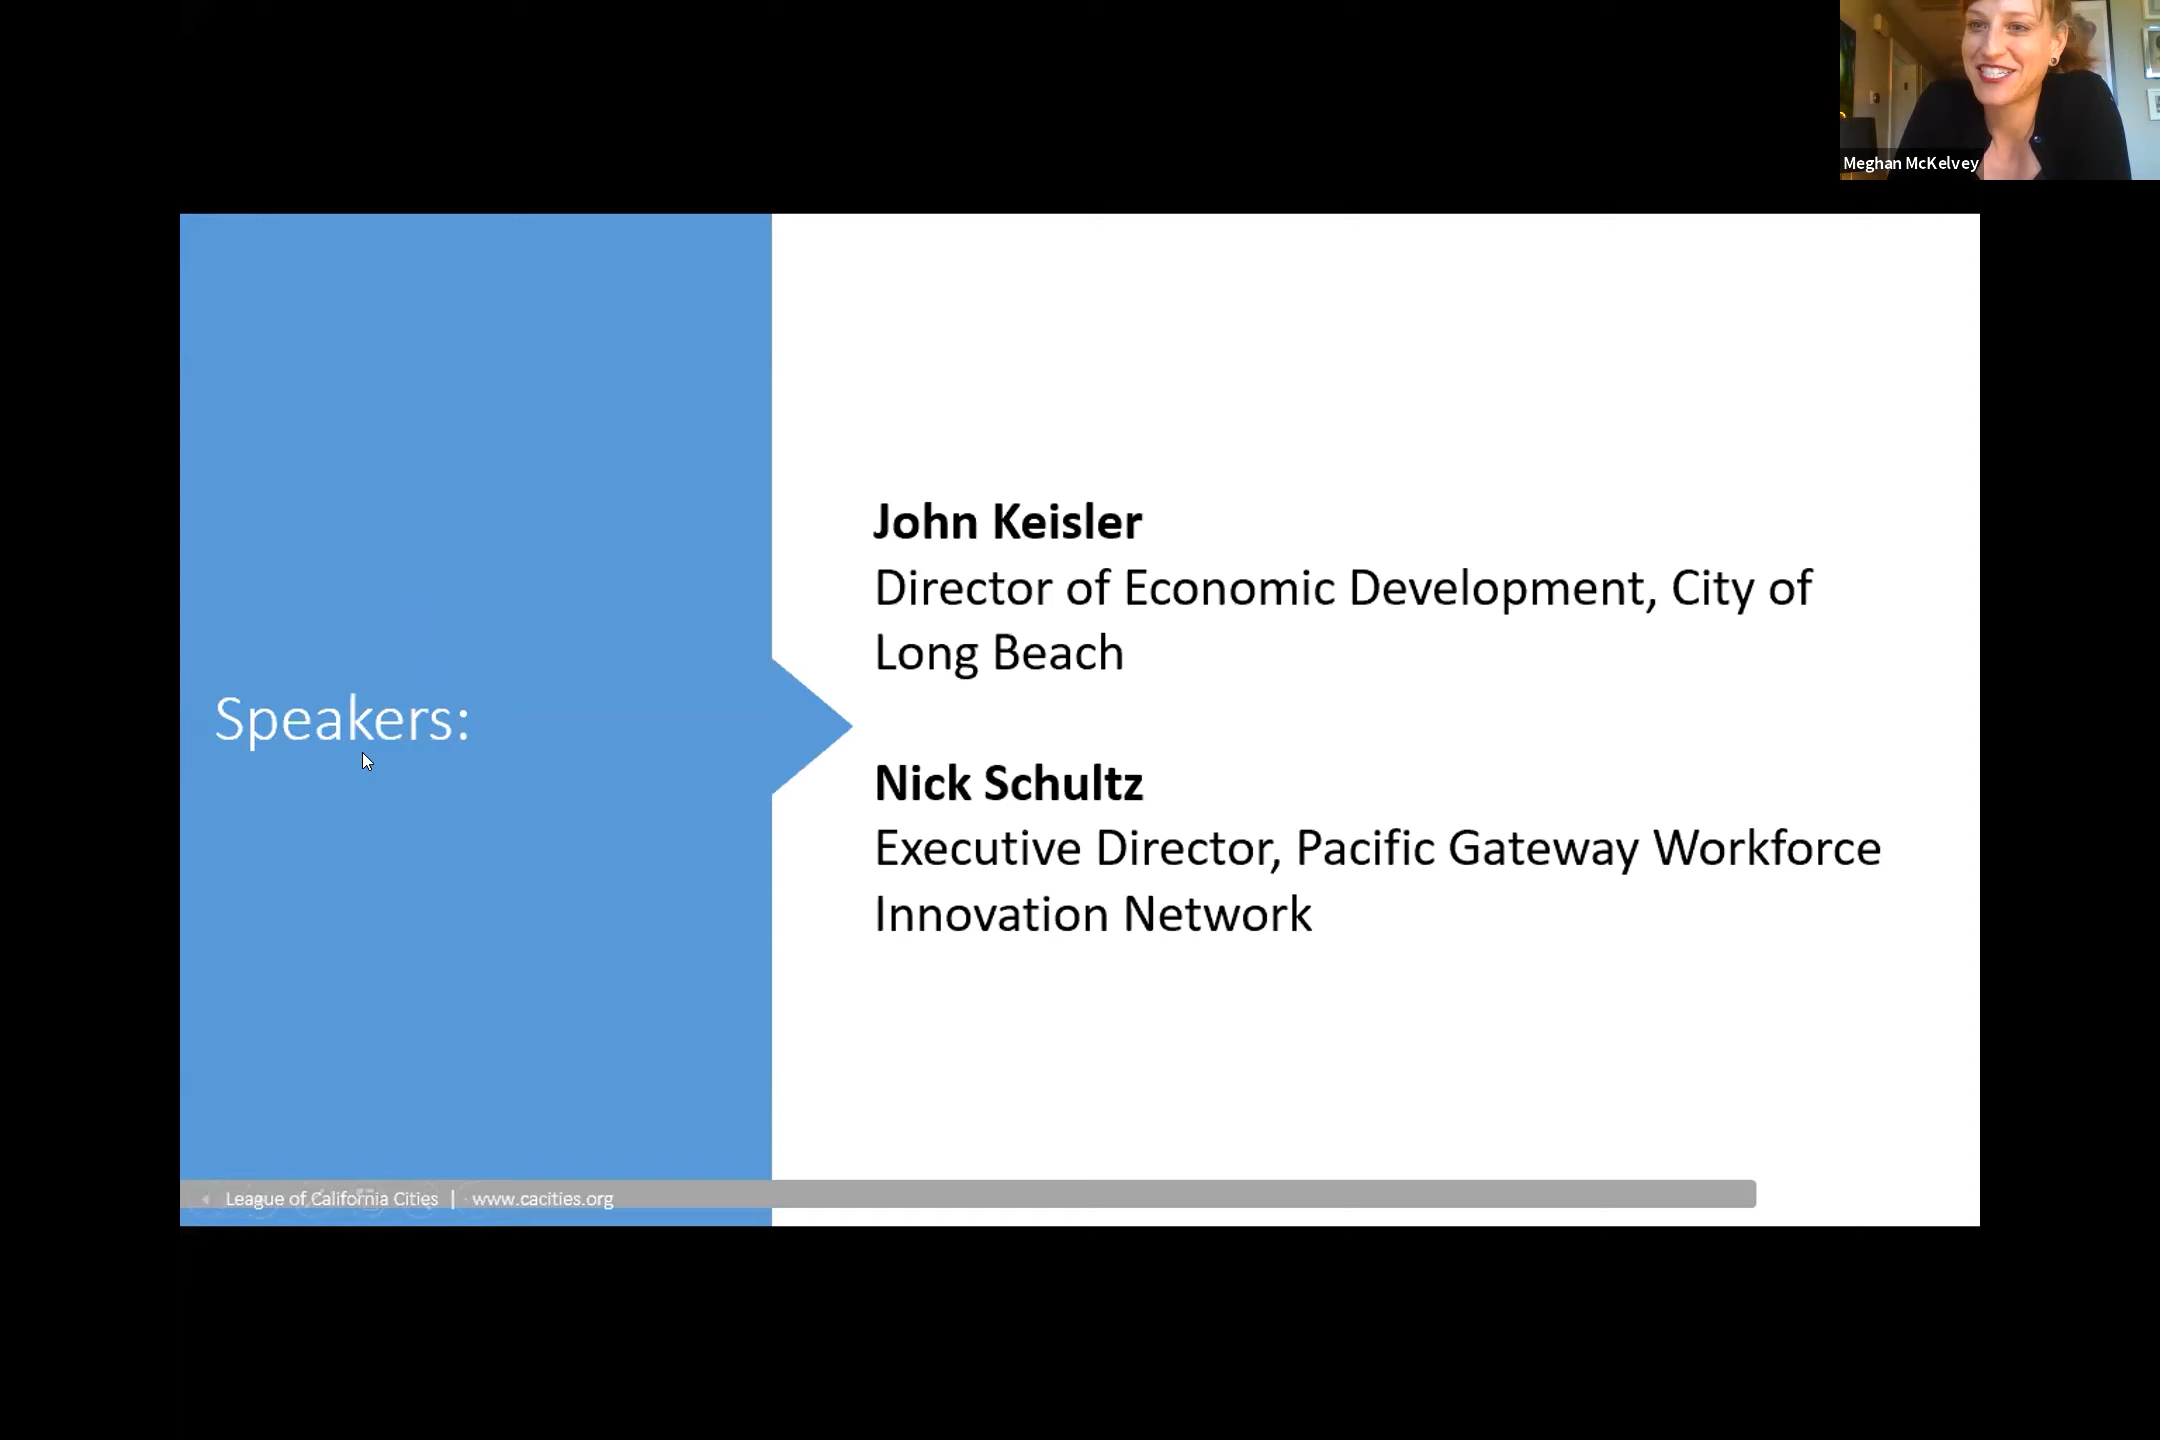 Meghan McKelvey
Speakers:
John Keisler
Director of Economic Development, City of
Long Beach
Nick Schultz
Executive Director, Pacific Gateway Workforce
Innovation Network
League of California Cities | www.cacities.org